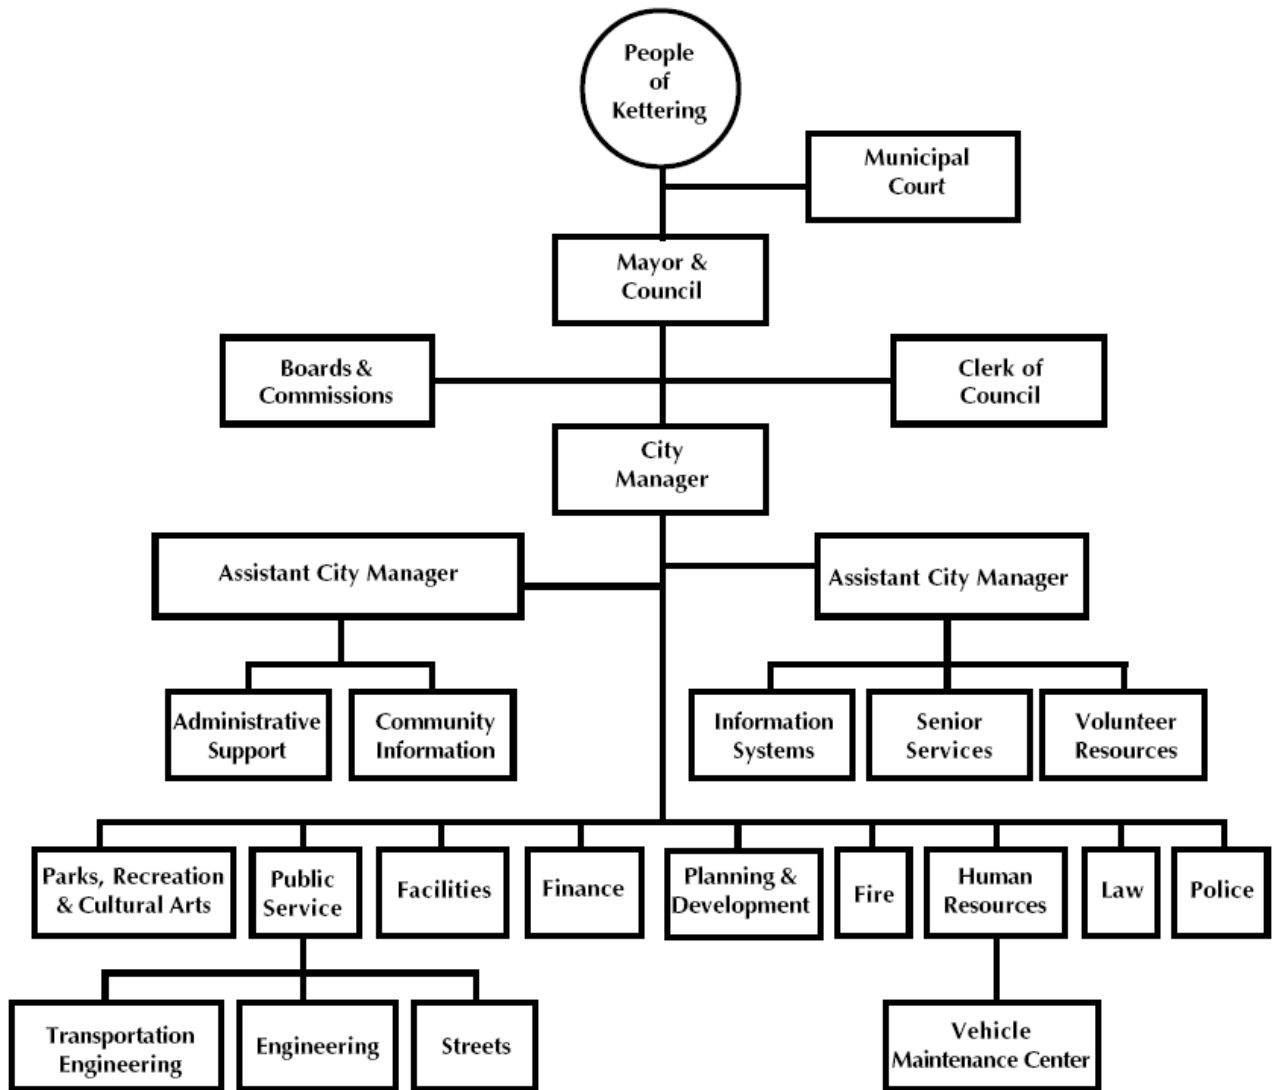 People
of
Kettering
Municipal
Court
Mayor &
Council
Boards &
Commissions
Clerk of
Council
City
Manager
Assistant City Manager
Assistant City Manager
Administrative
Support
Community
Information
Information
Systems
Senior
Services
Volunteer
Resources
Parks, Recreation
& Cultural Arts
Public
Service
Facilities
Finance
Planning &
Development
Fire
Human
Resources
Law
Police
Transportation
Engineering
Engineering
Streets
Vehicle
Maintenance Center